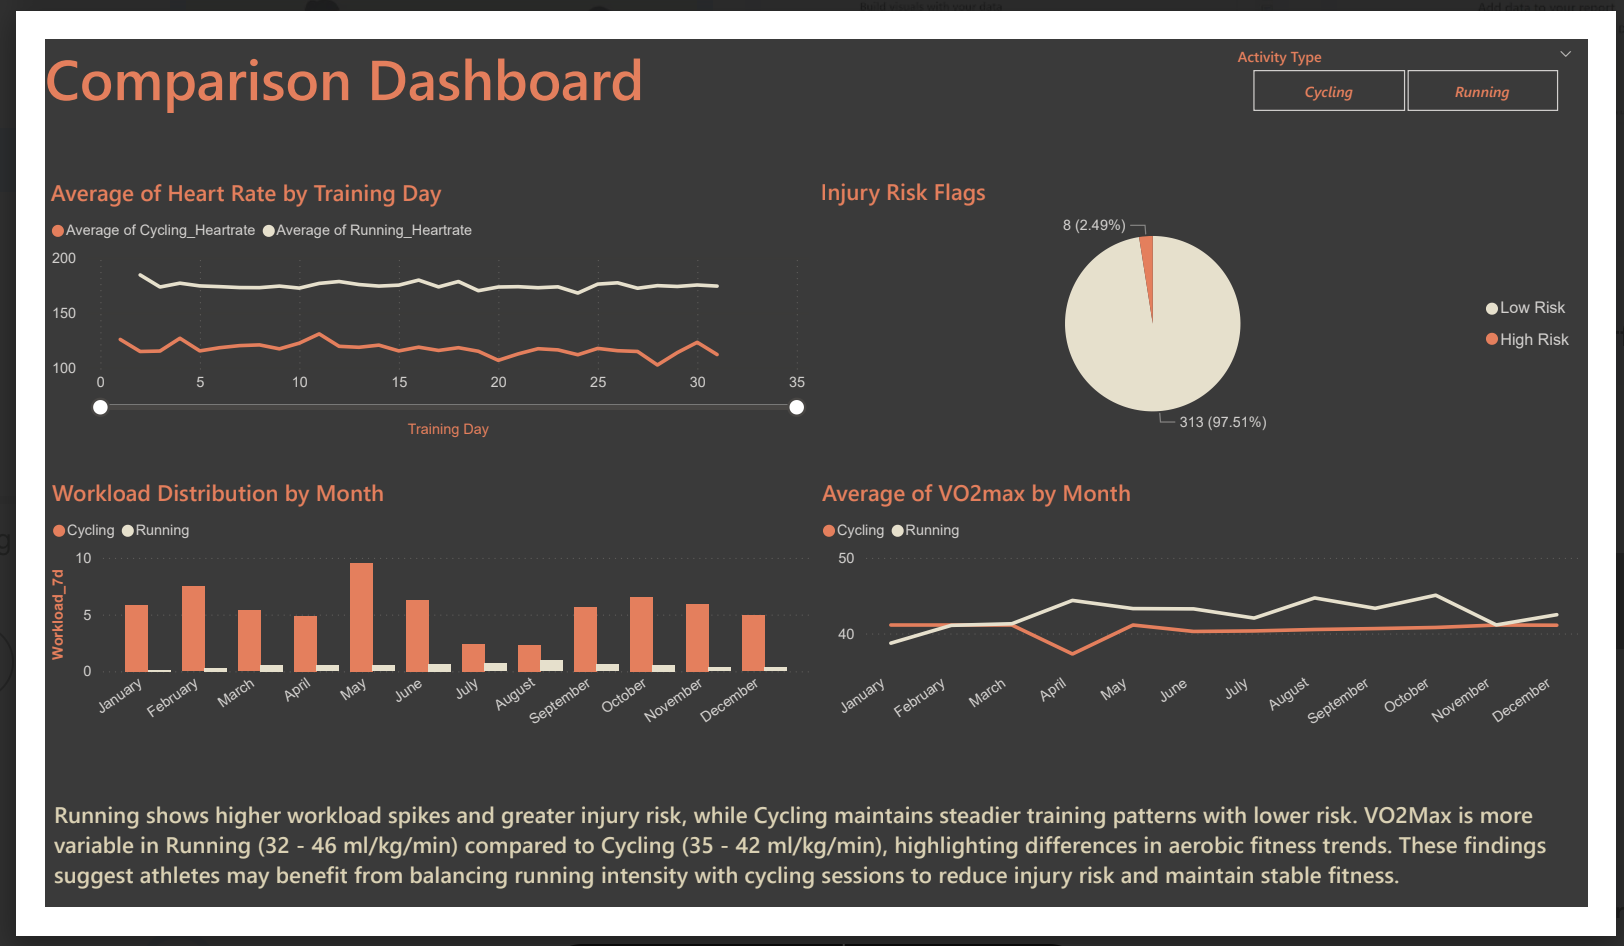 Comparison Dashboard
Activity Type
Cycling
Running
Average of Heart Rate by Training Day
Average of Cycling_Heartrate
Average of Running_Heartrate
200
150
100
0
5
10
15
20
25
30
35
Training Day
Injury Risk Flags
8 (2.49%)
313 (97.51%)
Low Risk
High Risk
Workload Distribution by Month
Cycling
Running
Workload_7d
10
5
0
January
February
March
April
May
June
July
August
September
October
November
December
Average of VO2max by Month
Cycling
Running
50
40
January
February
March
April
May
June
July
August
September
October
November
December
Running shows higher workload spikes and greater injury risk, while Cycling maintains steadier training patterns with lower risk. VO2Max is more
variable in Running (32 - 46 ml/kg/min) compared to Cycling (35 - 42 ml/kg/min), highlighting differences in aerobic fitness trends. These findings
suggest athletes may benefit from balancing running intensity with cycling sessions to reduce injury risk and maintain stable fitness.